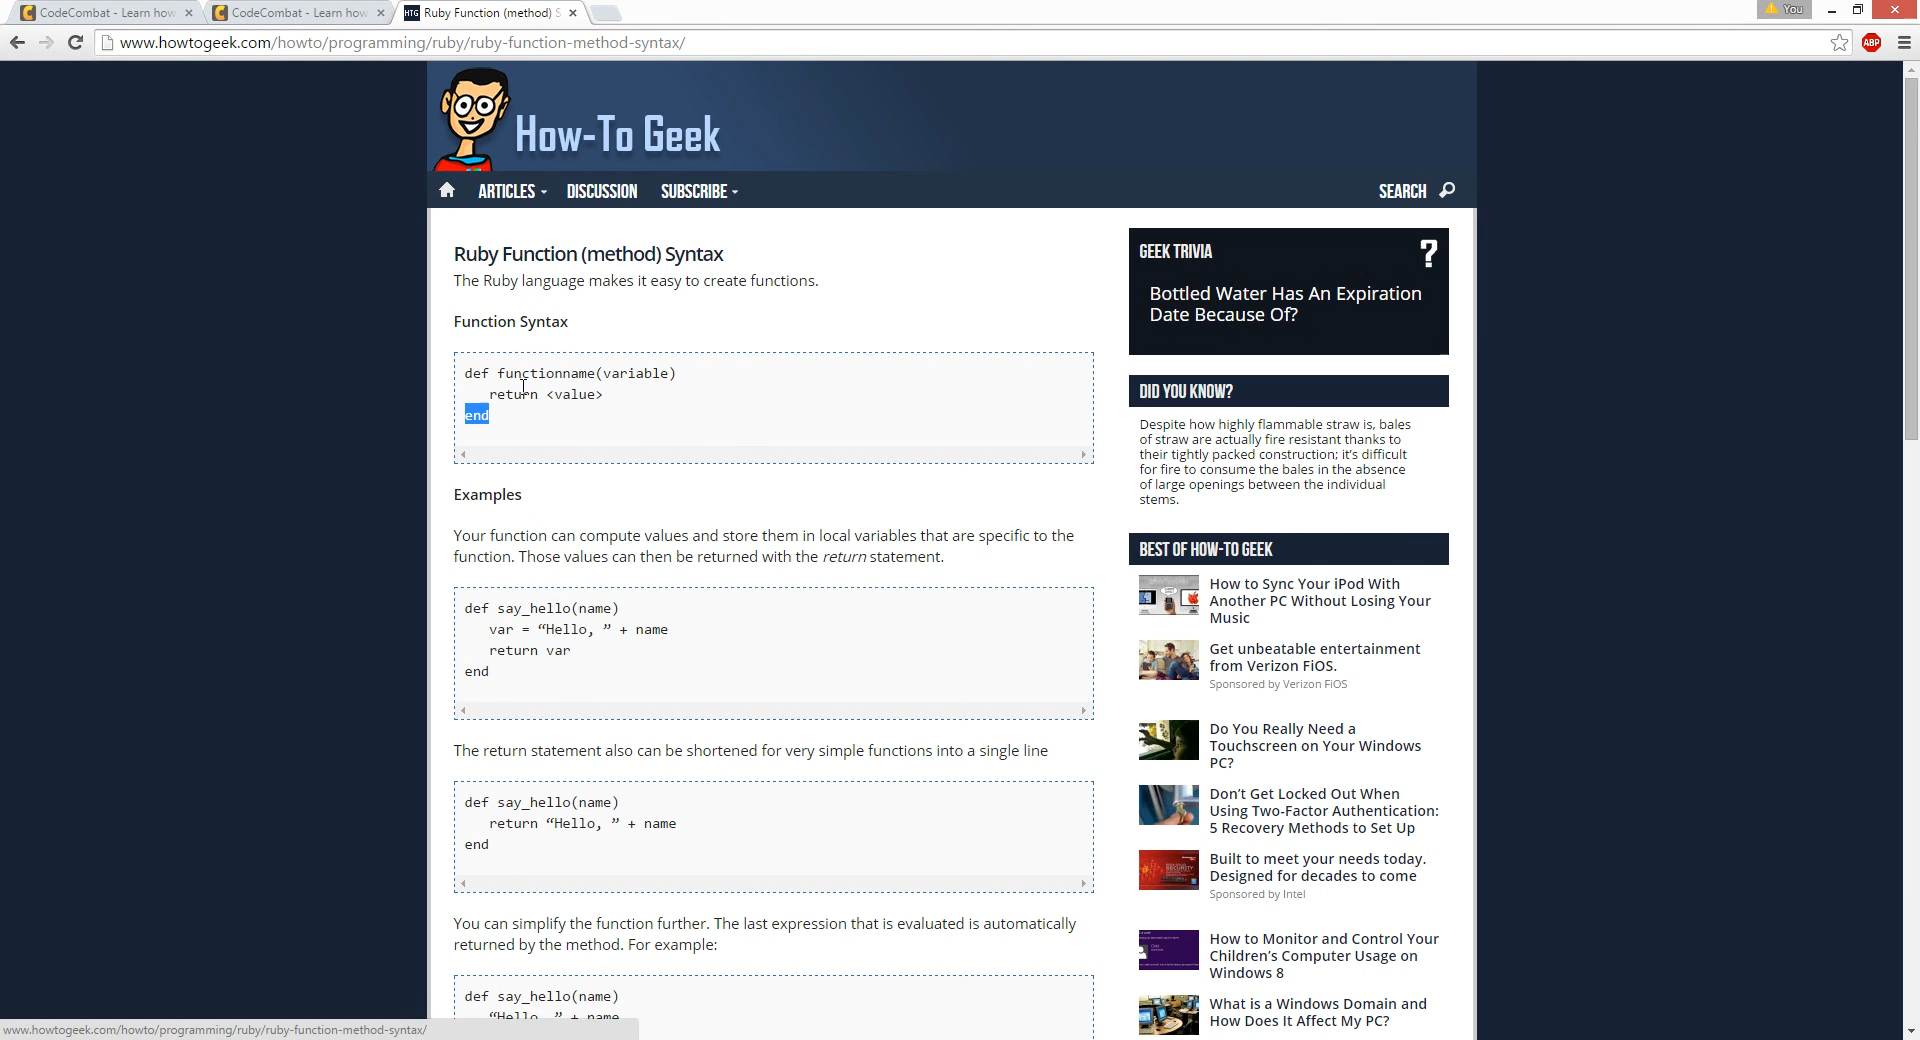 CodeCombat - Learn how
CodeCombat - Learn how
HTG Ruby Function (method) S
You
www.howtogeek.com/howto/programming/ruby/ruby-function-method-syntax/
ABP
How-To Geek
ARTICLES
DISCUSSION
SUBSCRIBE
SEARCH
Ruby Function (method) Syntax
The Ruby language makes it easy to create functions.
Function Syntax
def functionname(variable)
return <value>
end
Examples
Your function can compute values and store them in local variables that are specific to the
function. Those values can then be returned with the return statement.
def say_hello(name)
var = “Hello, ” + name
return var
end
The return statement also can be shortened for very simple functions into a single line
def say_hello(name)
return “Hello, ” + name
end
You can simplify the function further. The last expression that is evaluated is automatically
returned by the method. For example:
def say_hello(name)
“Hello, ” + name
GEEK TRIVIA
?
Bottled Water Has An Expiration
Date Because Of?
DID YOU KNOW?
Despite how highly flammable straw is, bales
of straw are actually fire resistant thanks to
their tightly packed construction; it’s difficult
for fire to consume the bales in the absence
of large openings between the individual
stems.
BEST OF HOW-TO GEEK
How to Sync Your iPod With
Another PC Without Losing Your
Music
Get unbeatable entertainment
from Verizon FiOS.
Sponsored by Verizon FiOS
Do You Really Need a
Touchscreen on Your Windows
PC?
Don’t Get Locked Out When
Using Two-Factor Authentication:
5 Recovery Methods to Set Up
Built to meet your needs today.
Designed for decades to come
Sponsored by Intel
How to Monitor and Control Your
Children’s Computer Usage on
Windows 8
What is a Windows Domain and
How Does It Affect My PC?
www.howtogeek.com/howto/programming/ruby/ruby-function-method-syntax/